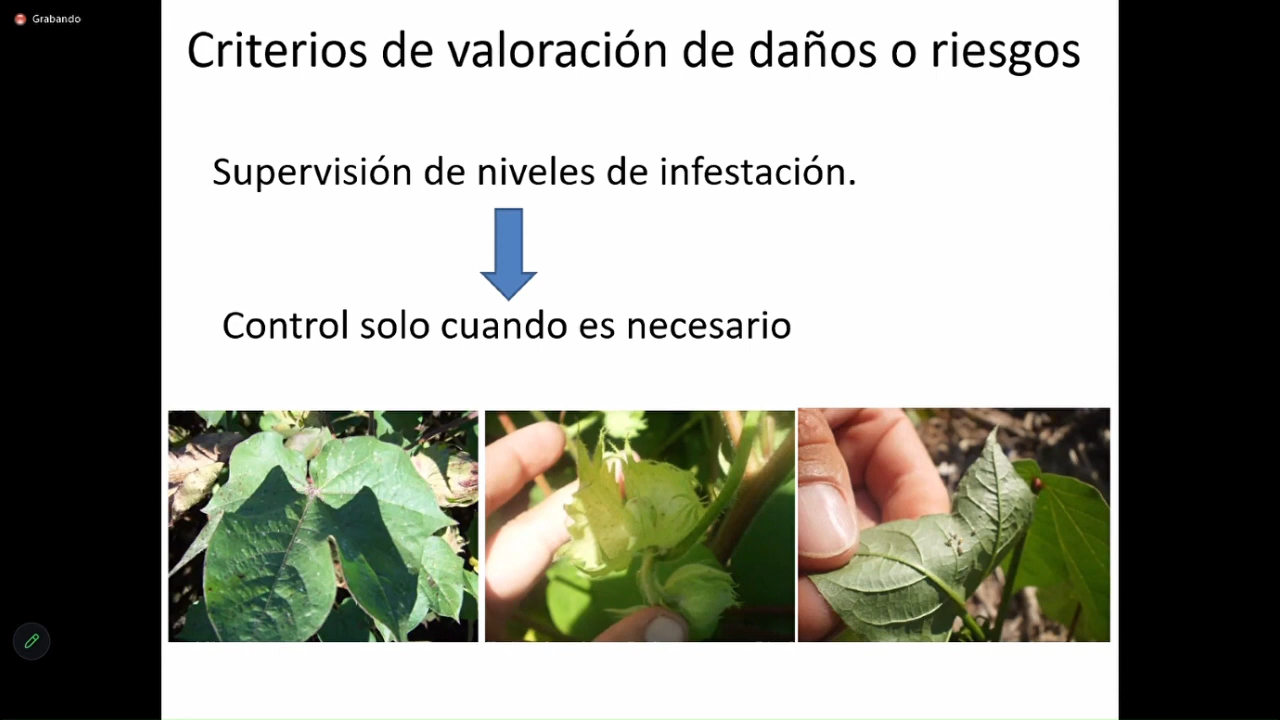 Grabando
Criterios de valoración de daños o riesgos
Supervisión de niveles de infestación.
Control solo cuando es necesario